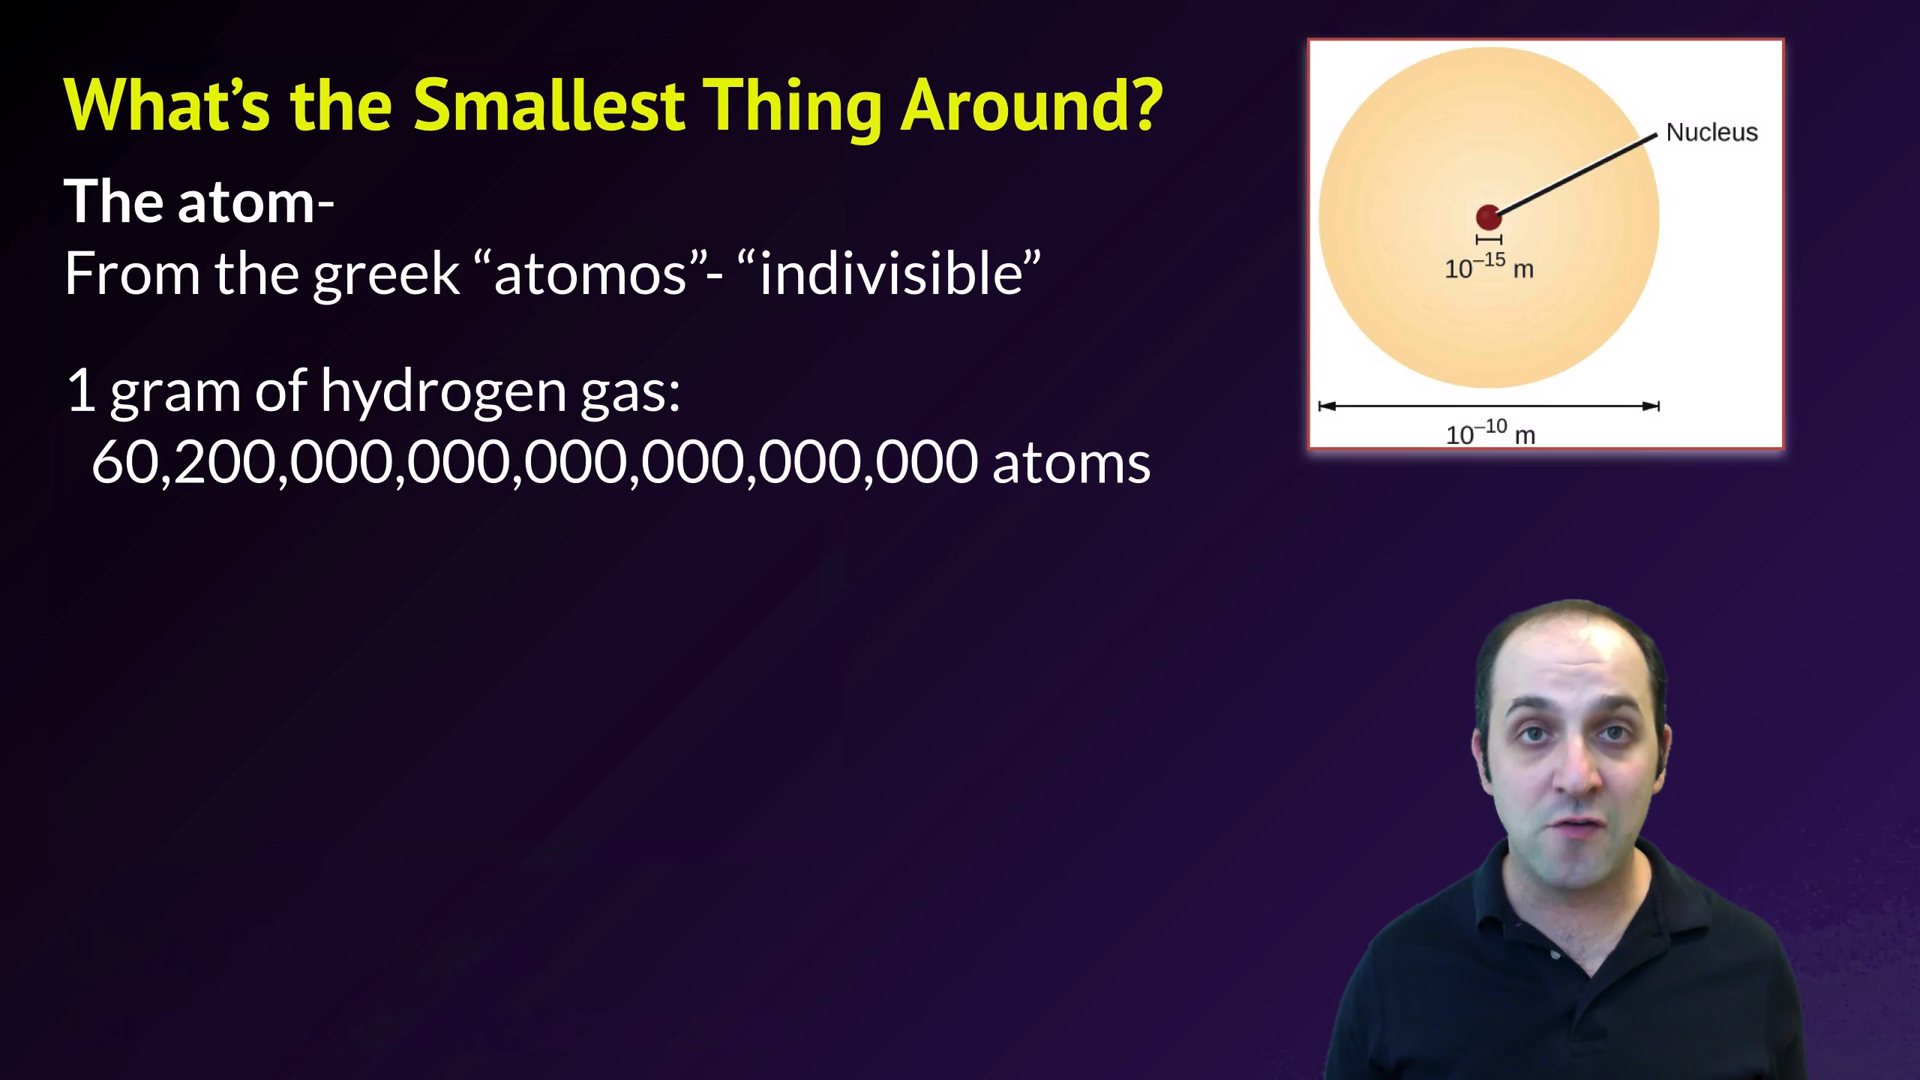 What’s the Smallest Thing Around?
The atom-
From the greek “atomos”- “indivisible”
1 gram of hydrogen gas:
60,200,000,000,000,000,000,000 atoms
Nucleus
10⁻¹⁵ m
10⁻¹⁰ m